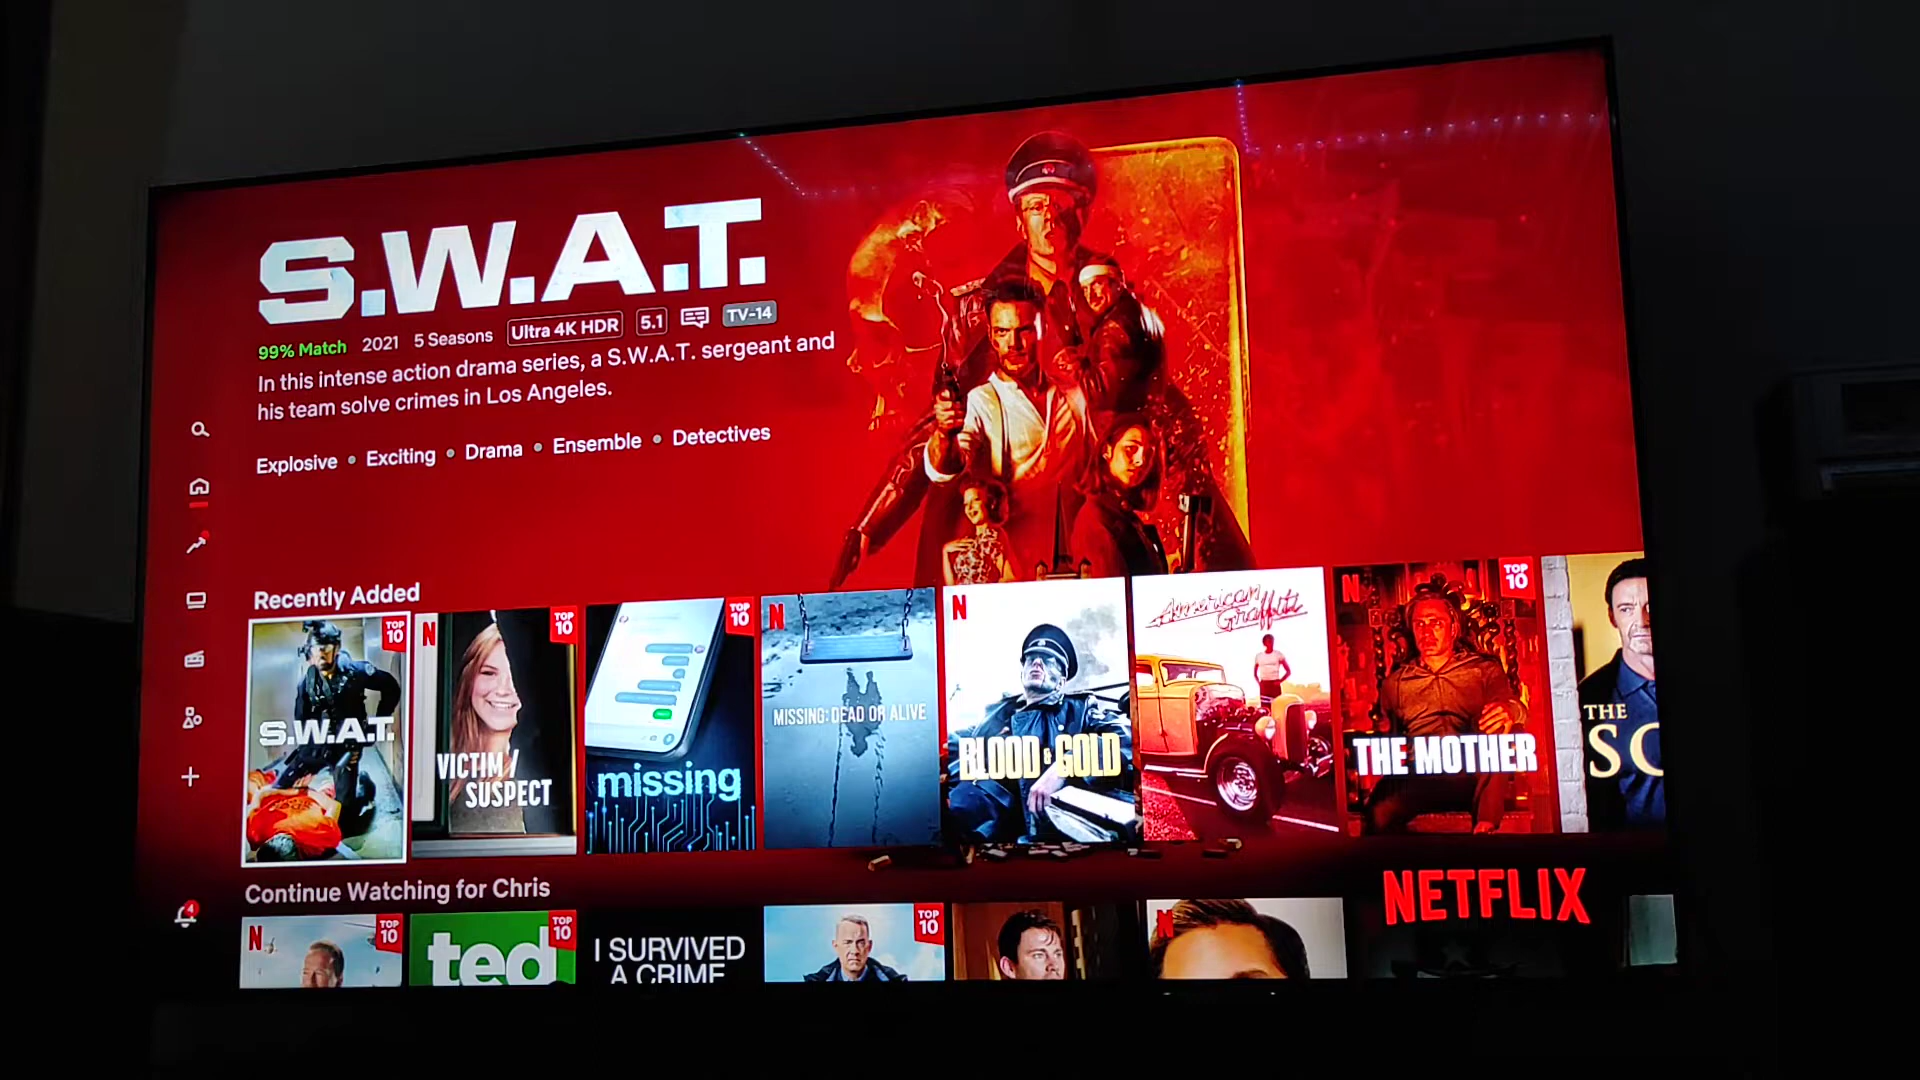 S.W.A.T.
99% Match 2021 5 Seasons Ultra 4K HDR 5.1 TV-14
In this intense action drama series, a S.W.A.T. sergeant and
his team solve crimes in Los Angeles.
Explosive • Exciting • Drama • Ensemble • Detectives
Recently Added
TOP
10
S.W.A.T.
N
TOP
10
VICTIM /
SUSPECT
TOP
10
missing
N
MISSING: DEAD OR ALIVE
N
BLOOD & GOLD
American
Graffiti
N
TOP
10
THE MOTHER
THE
SC
4
Continue Watching for Chris
N
TOP
10
ted
TOP
10
I SURVIVED
A CRIME
TOP
10
N
NETFLIX